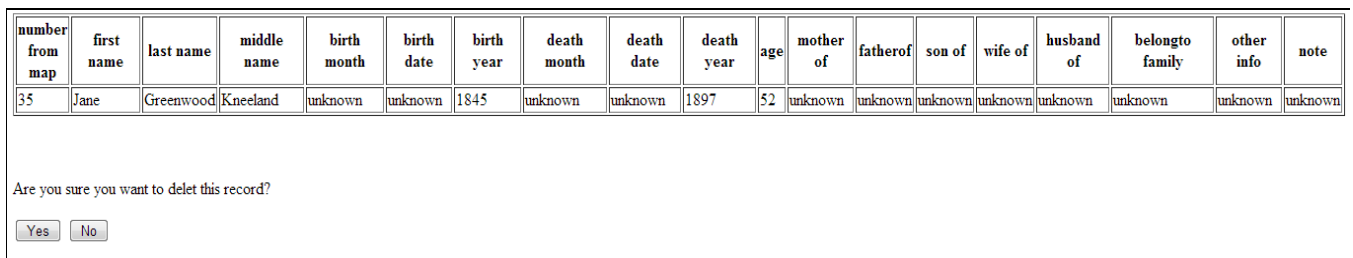 number from map first name last name middle name birth month birth date birth year death month death date death year age mother of fatherof son of wife of husband of belongto family other info note
35 Jane Greenwood Kneeland unknown unknown 1845 unknown unknown 1897 52 unknown unknown unknown unknown unknown unknown unknown unknown
Are you sure you want to delet this record?
Yes No